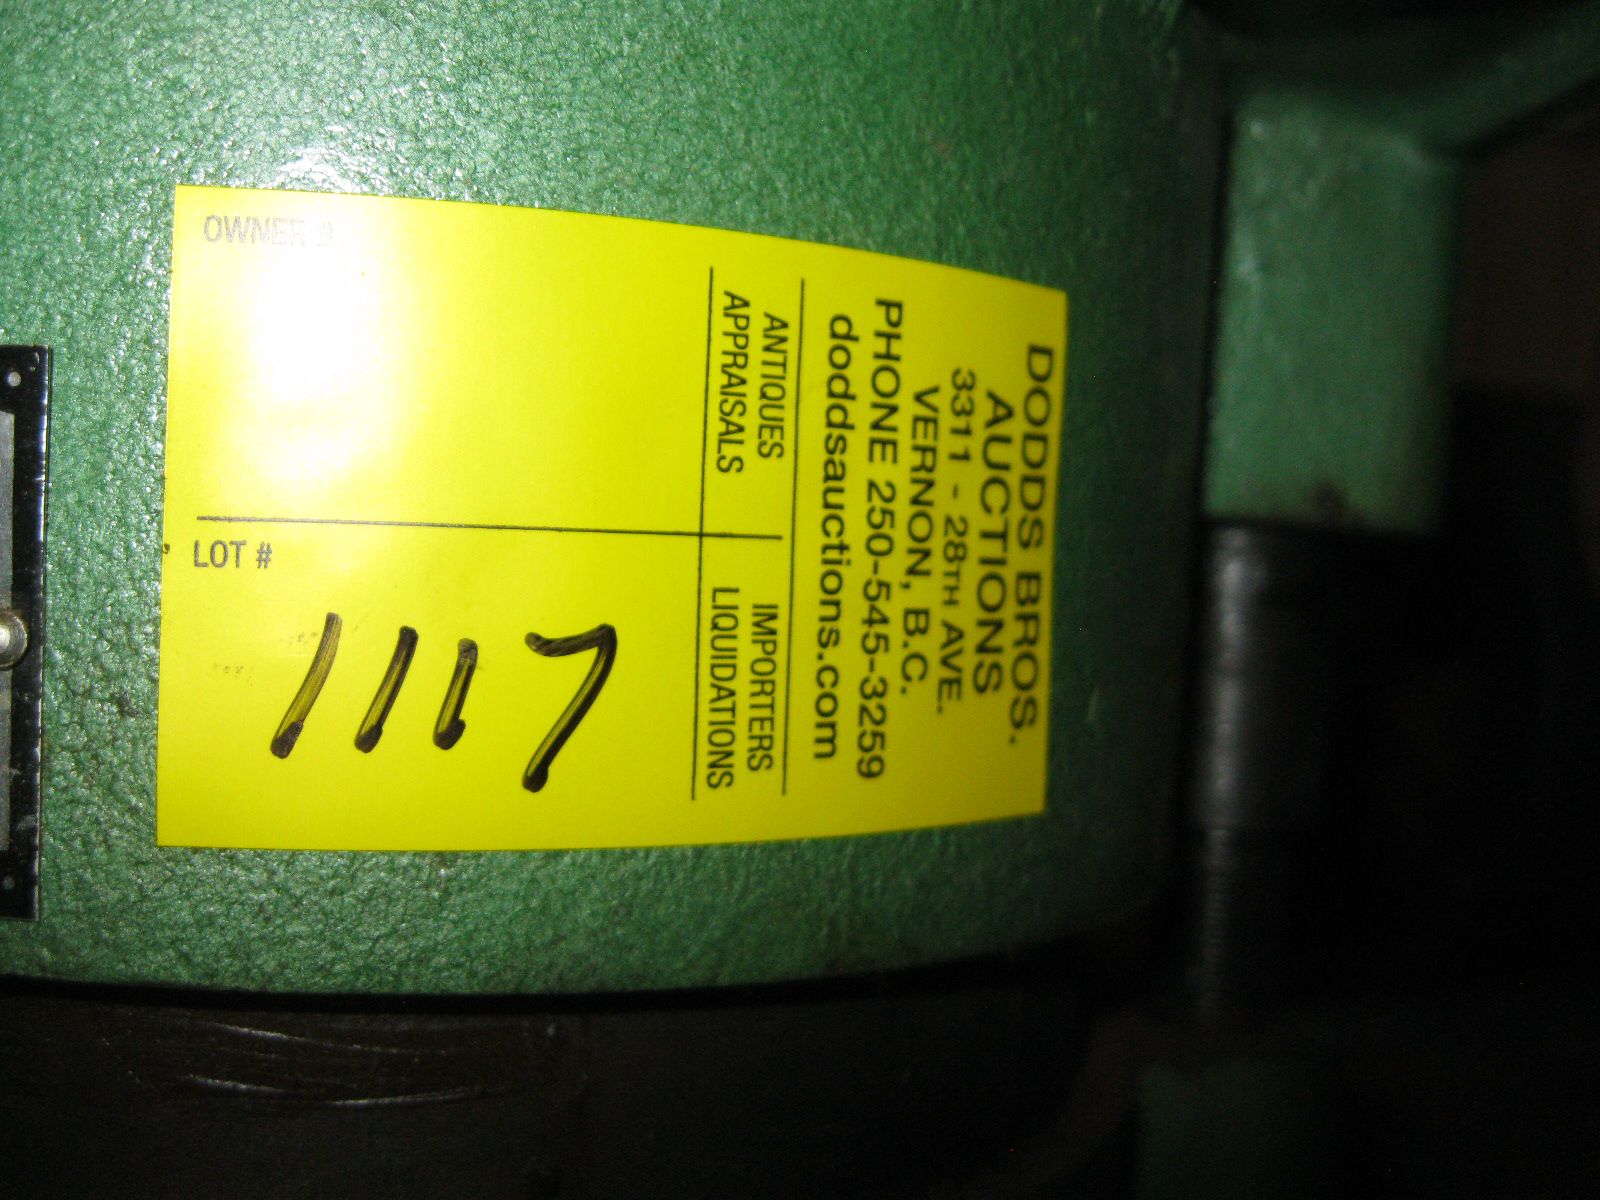 DODDS BROS.
AUCTIONS
3311 - 28TH AVE.
VERNON, B.C.
PHONE 250-545-3259
doddsauctions.com
ANTIQUES
APPRAISALS
IMPORTERS
LIQUIDATIONS
OWNER #
LOT #
1117